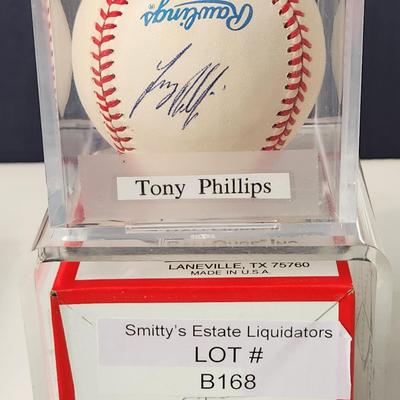 Rawlings
Tony Phillips
LANEVILLE, TX 75760
MADE IN U.S.A.
Smitty's Estate Liquidators
LOT #
B168